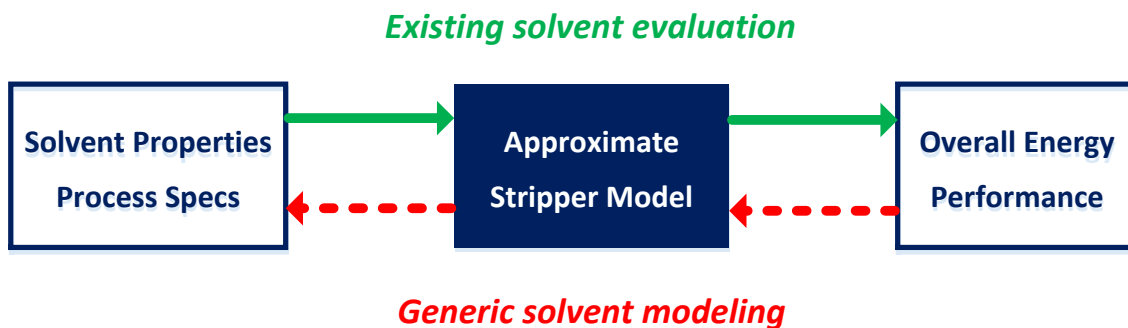 Existing solvent evaluation
Solvent Properties
Process Specs
Approximate
Stripper Model
Overall Energy
Performance
Generic solvent modeling